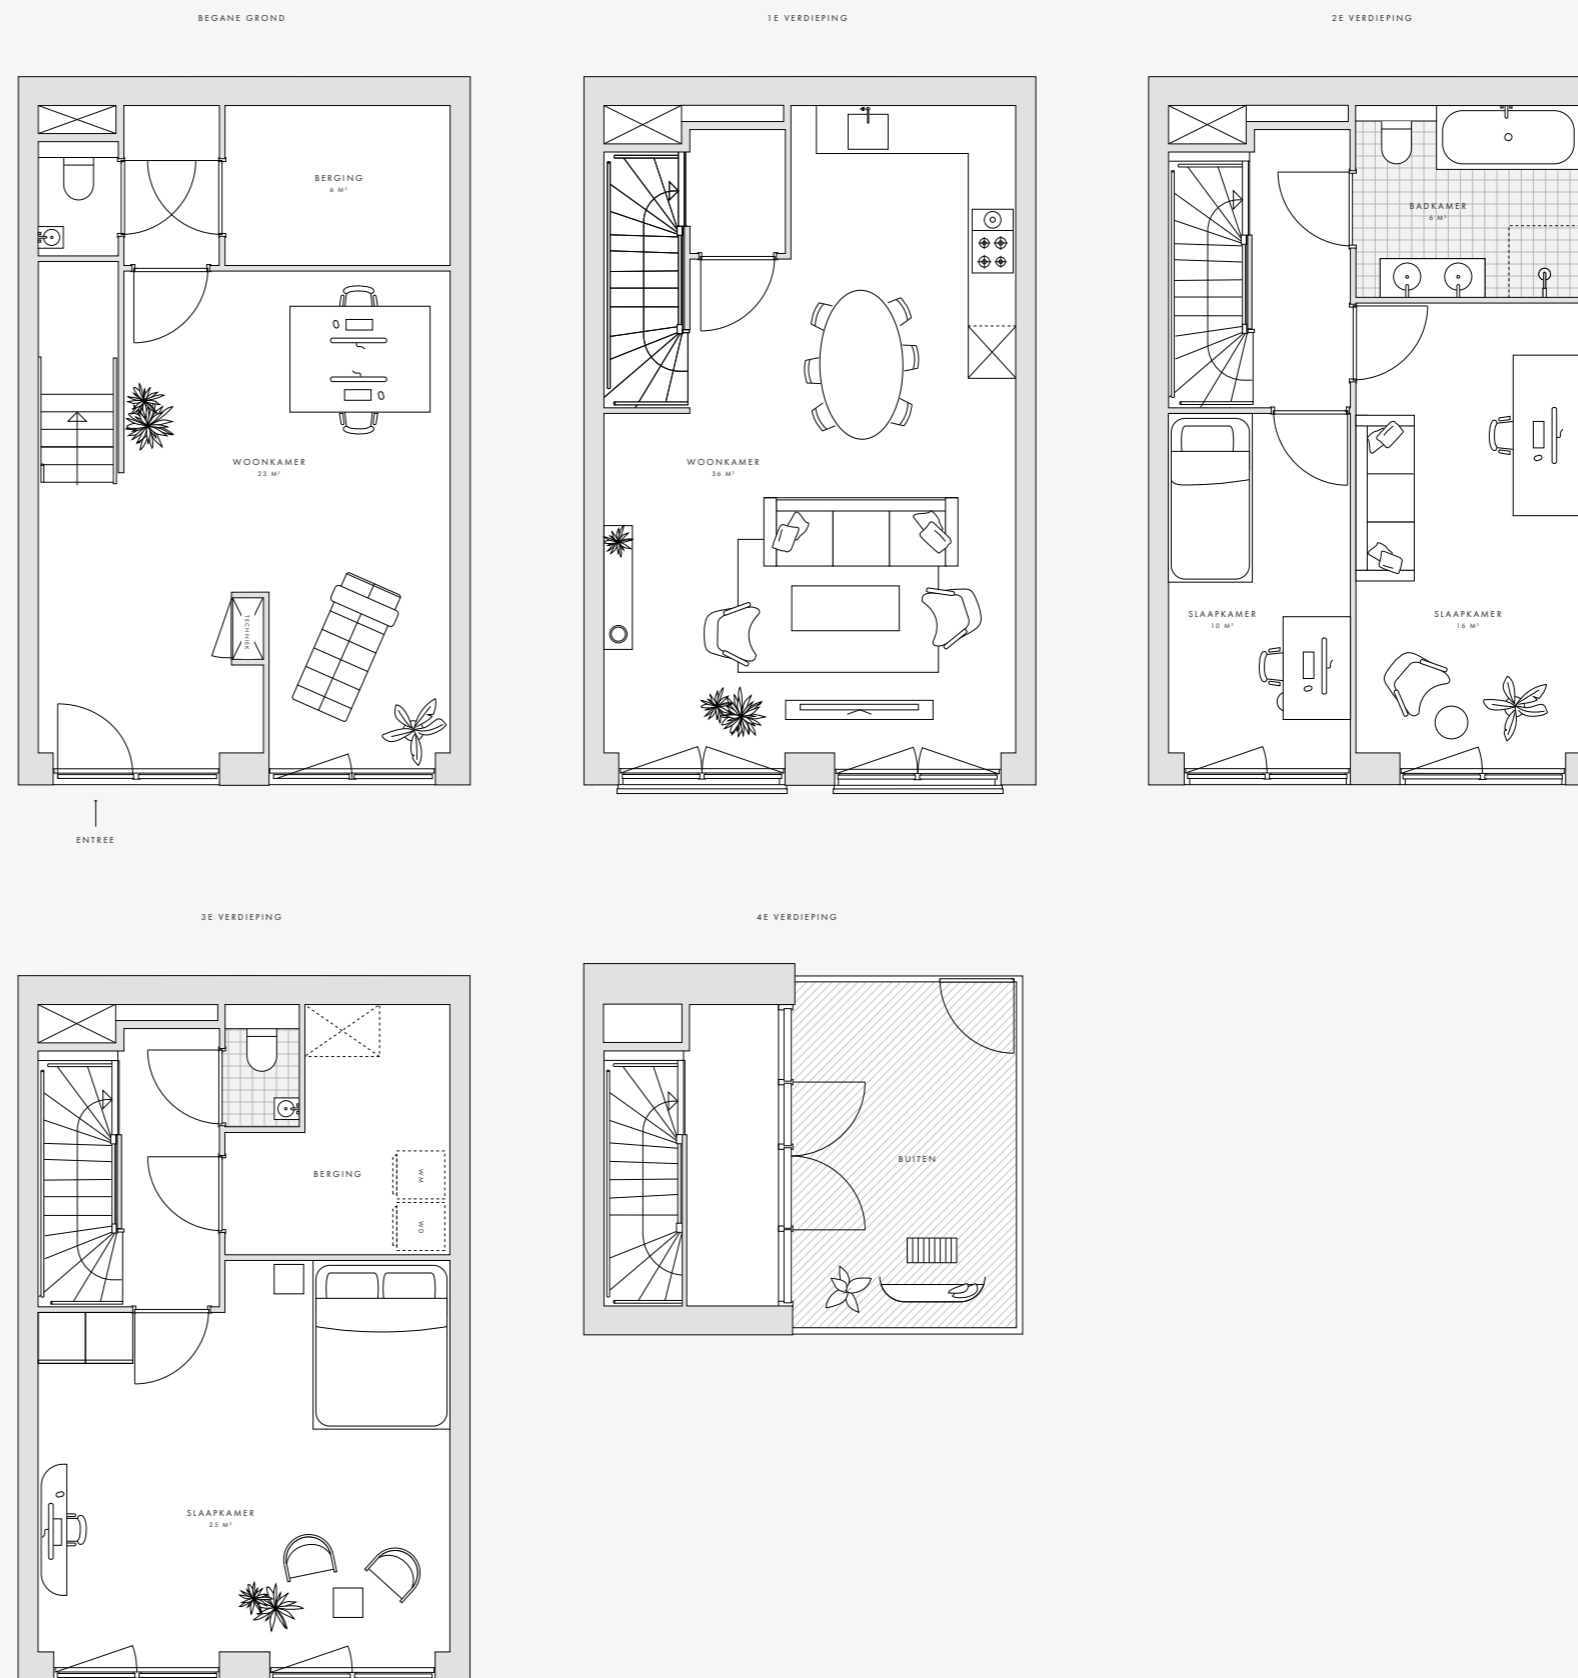 BEGANE GROND
1E VERDIEPING
2E VERDIEPING
BERGING
6 M²
BADKAMER
6 M²
WOONKAMER
23 M²
WOONKAMER
36 M²
TECHNIEK
SLAAPKAMER
10 M²
SLAAPKAMER
16 M²
ENTREE
3E VERDIEPING
4E VERDIEPING
BERGING
WM
WD
BUITEN
SLAAPKAMER
25 M²